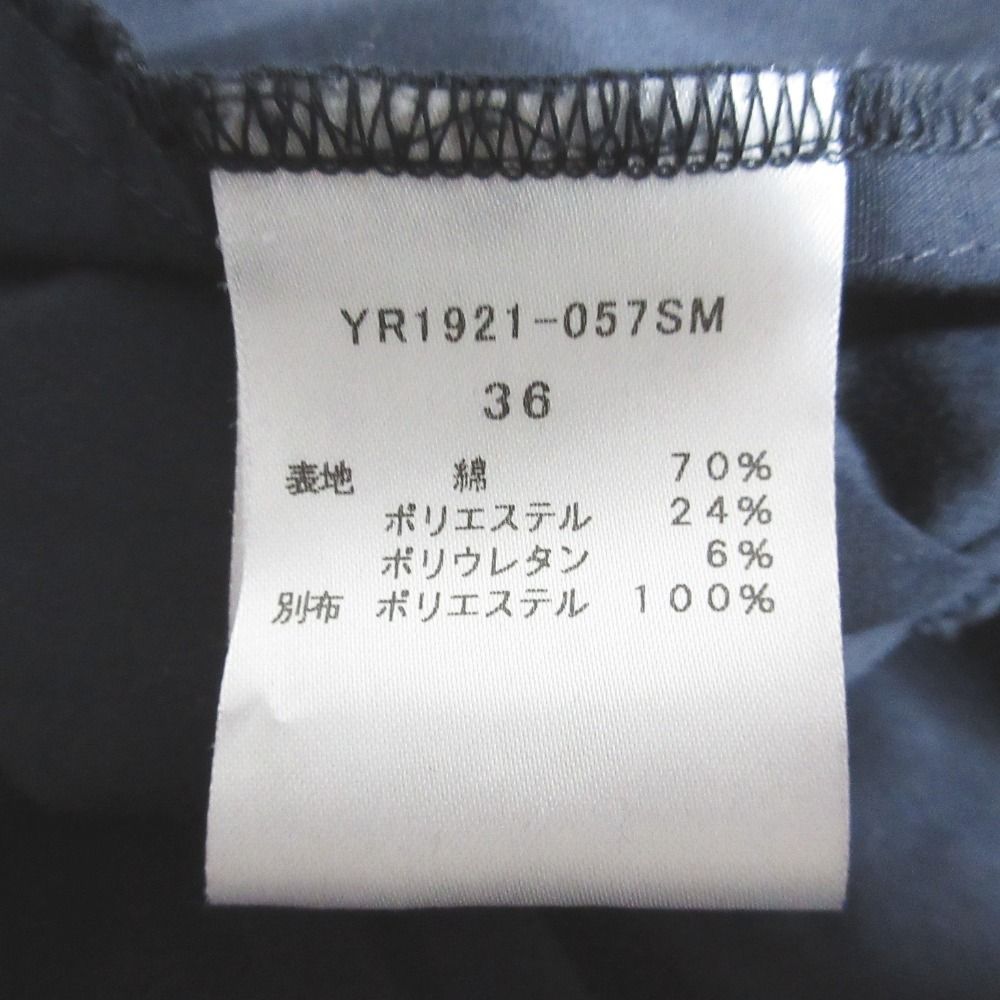 YR1921-057SM
36
表地 綿 70%
ポリエステル 24%
ポリウレタン 6%
別布 ポリエステル 100%